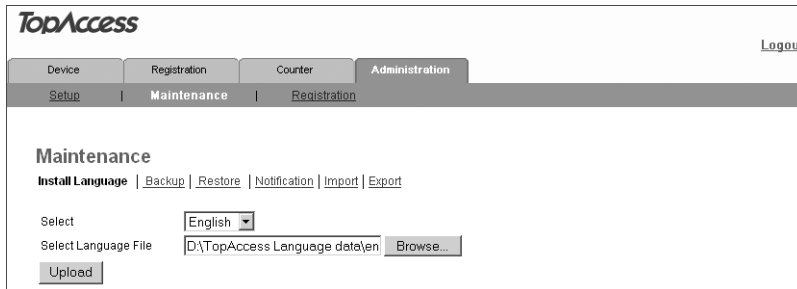 TopAccess
Logou
Device Registration Counter Administration
Setup | Maintenance | Registration
Maintenance
Install Language | Backup | Restore | Notification | Import | Export
Select English
Select Language File D:\TopAccess Language data\en Browse...
Upload